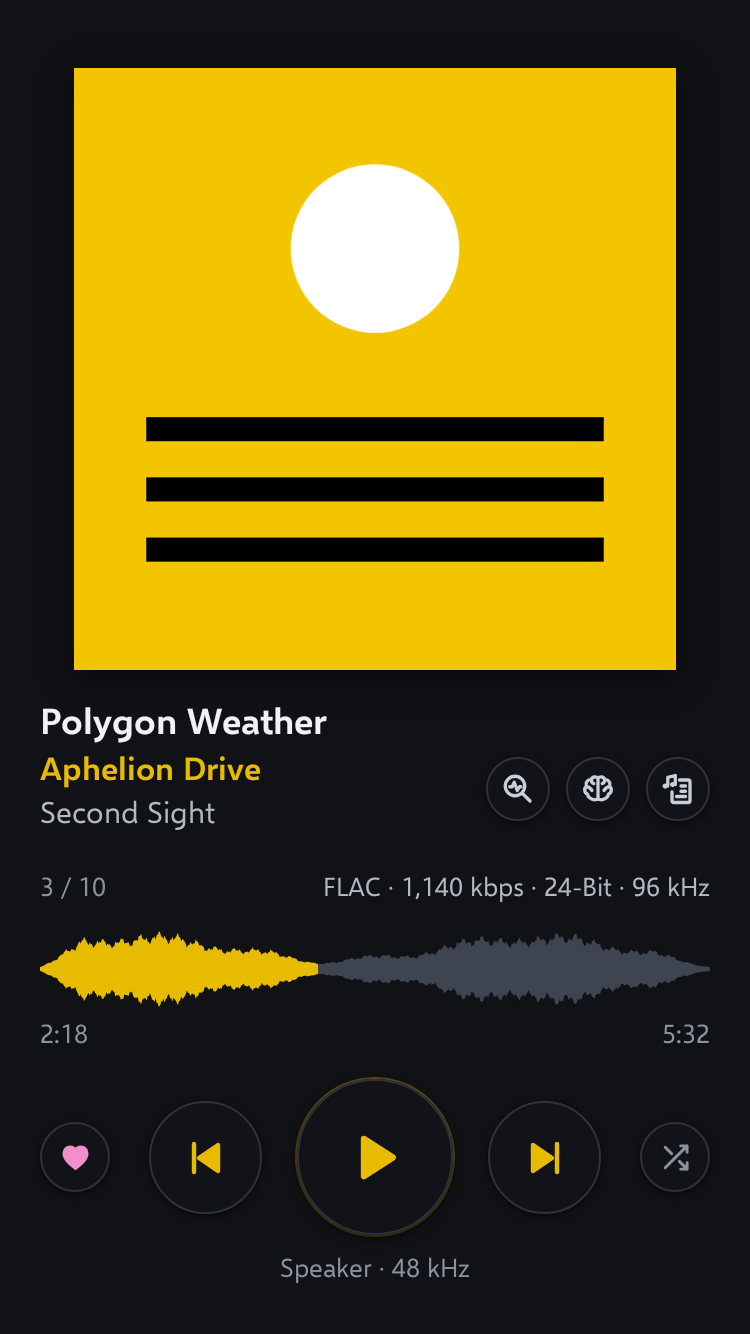 Polygon Weather
Aphelion Drive
Second Sight
3 / 10
FLAC · 1,140 kbps · 24-Bit · 96 kHz
2:18
5:32
Speaker · 48 kHz